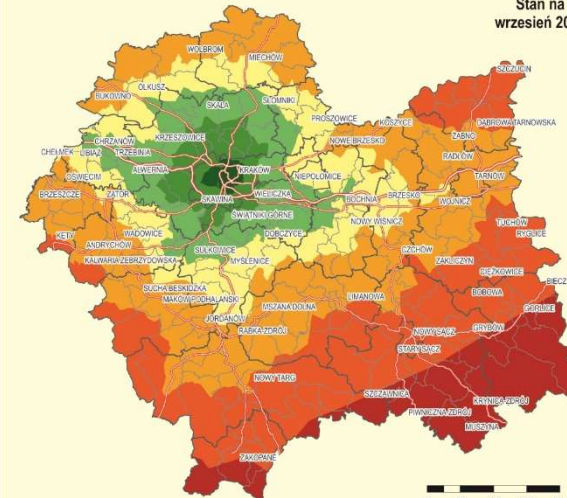 Stan na
wrzesień 20
WOLBROM
MIECHÓW
SZCZUCIN
OLKUSZ
BUKOWNO
SKAŁA
SŁOMNIKI
PROSZOWICE
KOSZYCE
DĄBROWA TARNOWSKA
ŻABNO
CHRZANÓW
KRZESZOWICE
NOWE BRZESKO
CHEŁMEK
LIBIĄŻ
TRZEBINIA
RADŁÓW
ALWERNIA
KRAKÓW
NIEPOŁOMICE
TARNÓW
OŚWIĘCIM
BRZESZCZE
ZATOR
SKAWINA
WIELICZKA
BOCHNIA
BRZESKO
WOJNICZ
ŚWIĄTNIKI GÓRNE
NOWY WIŚNICZ
TUCHÓW
KĘTY
WADOWICE
DOBCZYCE
RYGLICE
ANDRYCHÓW
SUŁKOWICE
CZCHÓW
KALWARIA ZEBRZYDOWSKA
MYŚLENICE
ZAKLICZYN
CIĘŻKOWICE
BIECZ
SUCHA BESKIDZKA
BOBOWA
MAKÓW PODHALAŃSKI
LIMANOWA
MSZANA DOLNA
GORLICE
JORDANÓW
GRYBÓW
RABKA-ZDRÓJ
NOWY SĄCZ
STARY SĄCZ
NOWY TARG
SZCZAWNICA
KRYNICA-ZDRÓJ
PIWNICZNA-ZDRÓJ
MUSZYNA
ZAKOPANE